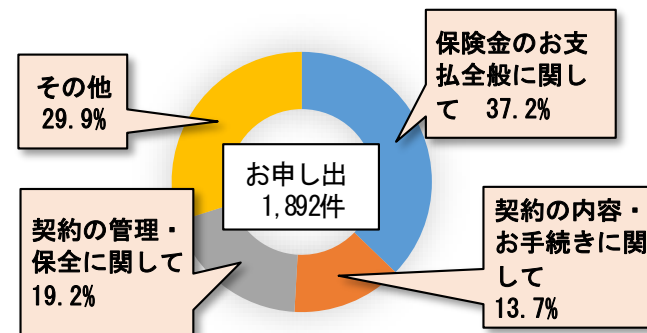 保険金のお支
払全般に関し
て　37.2%
その他
29.9%
お申し出
1,892件
契約の管理・
保全に関して
19.2%
契約の内容・
お手続きに関
して
13.7%